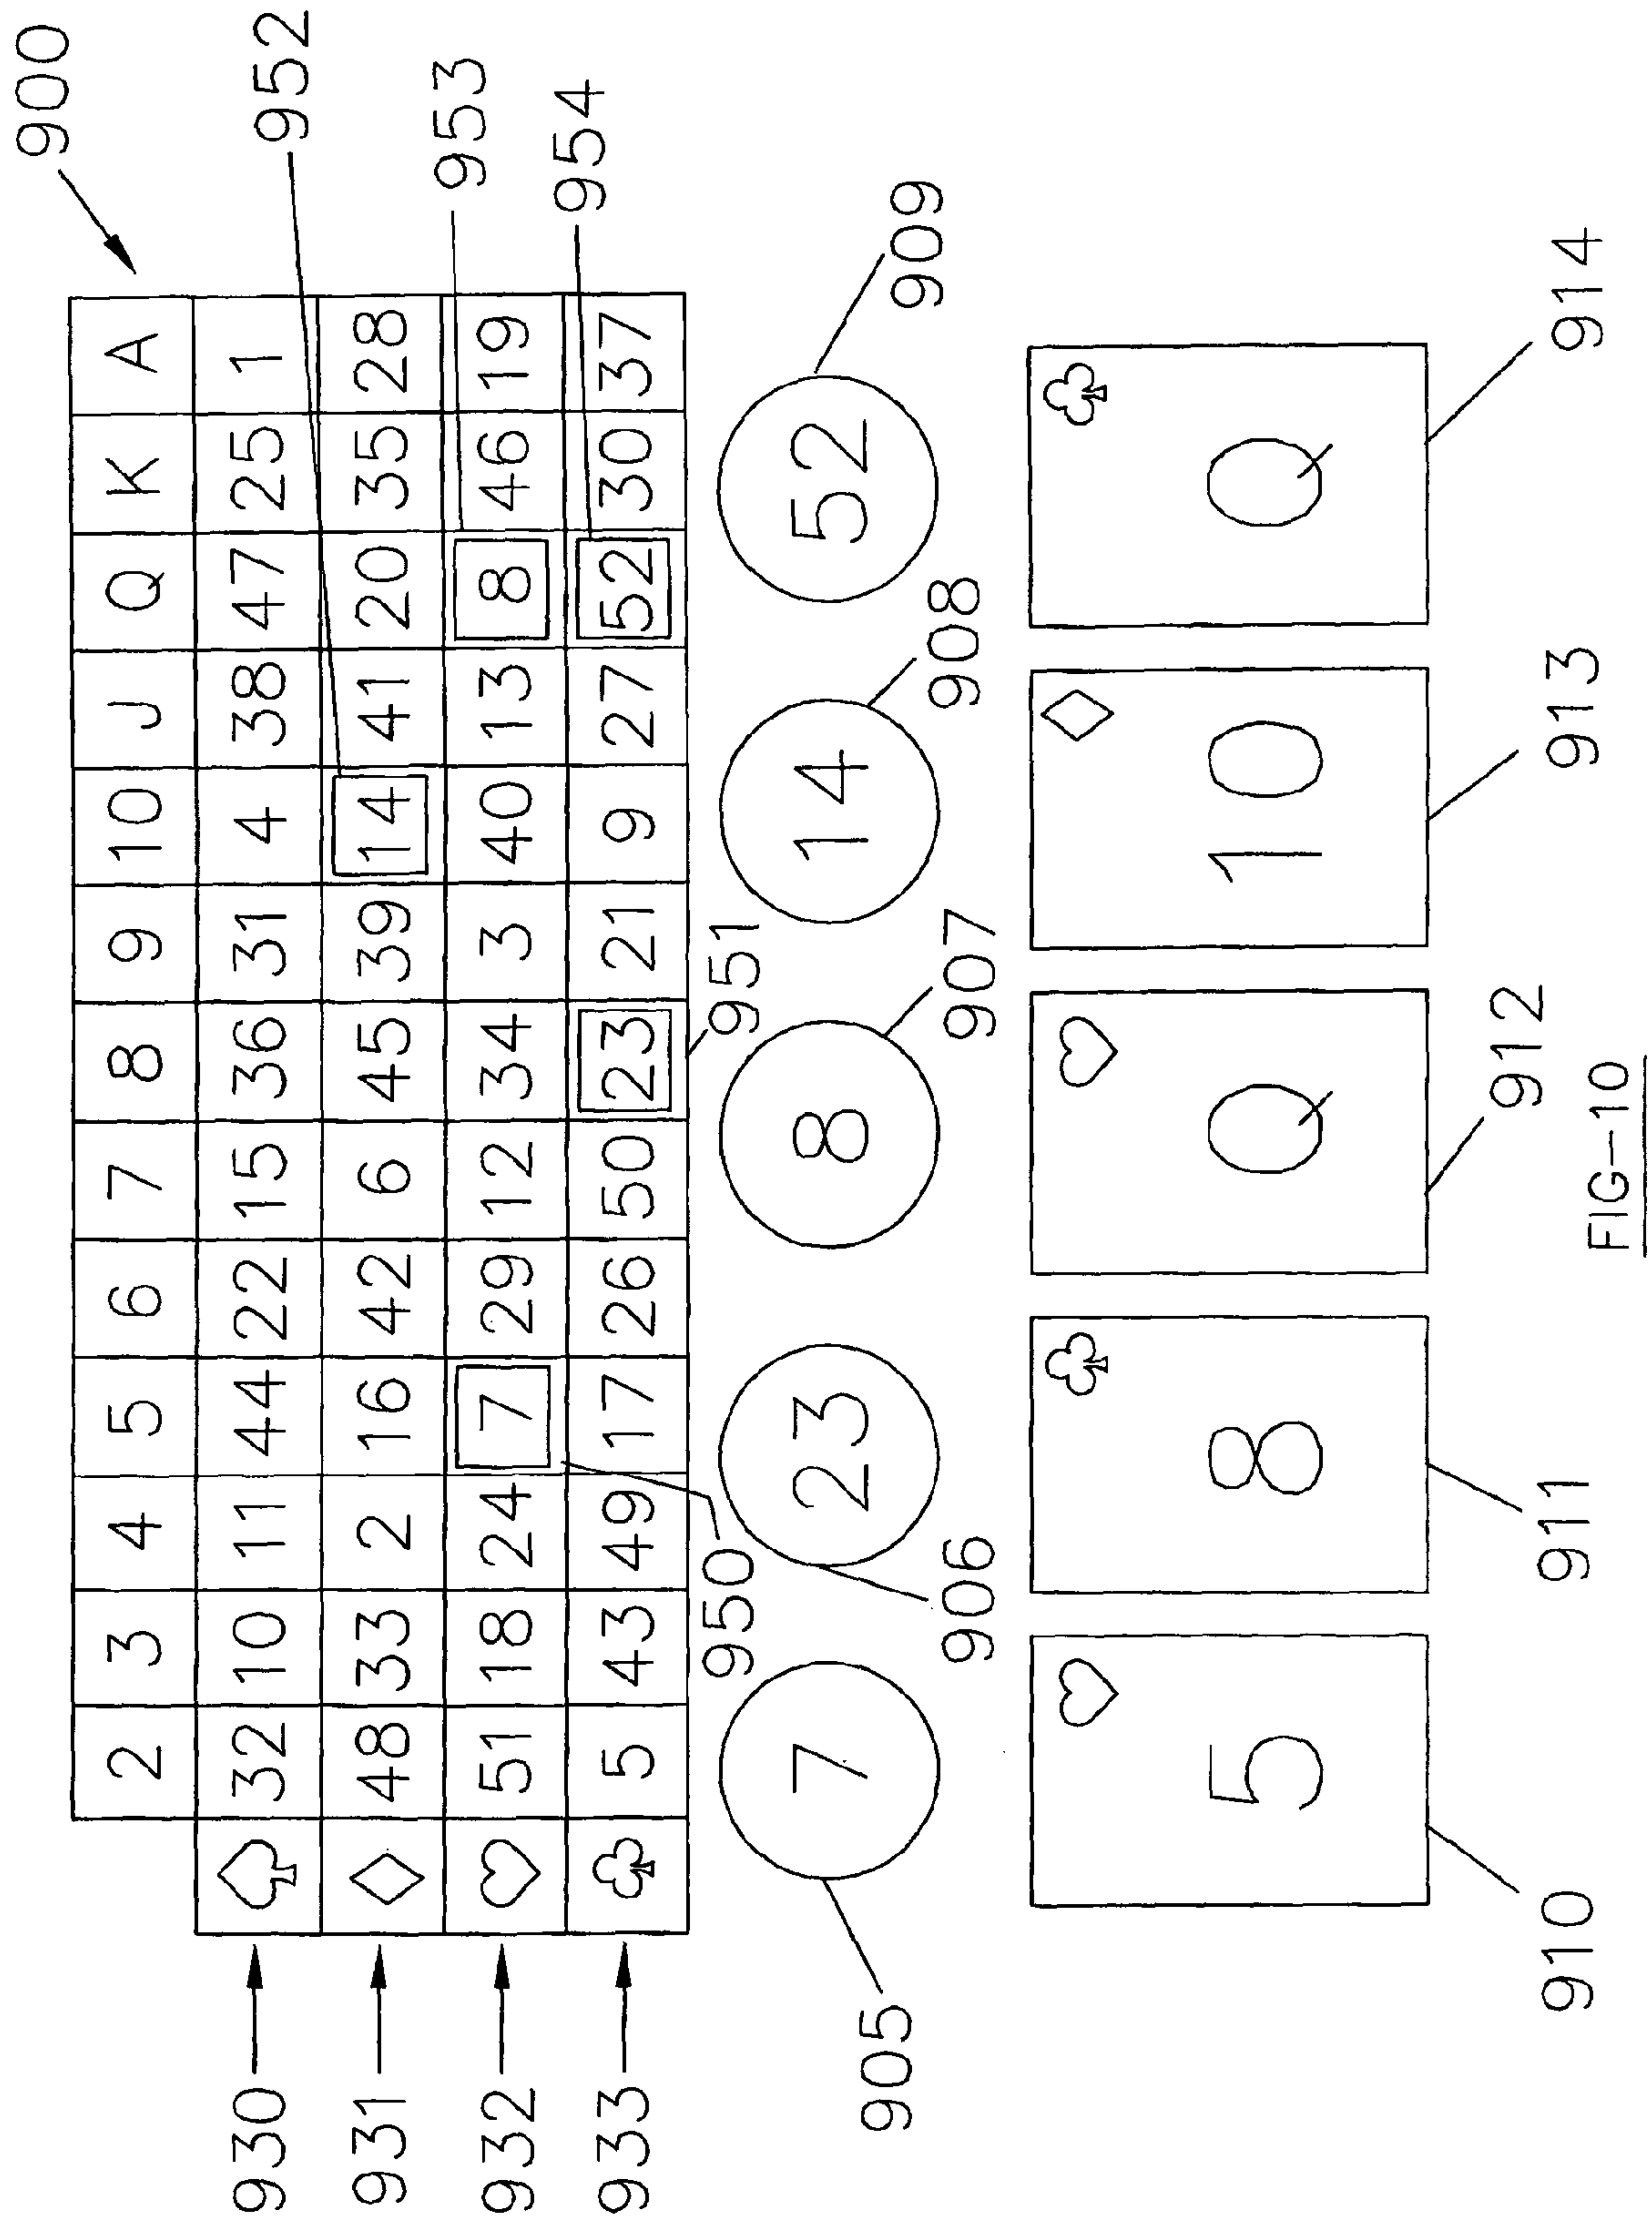 900
952
953
954
2 3 4 5 6 7 8 9 10 J Q K A
930 ♤ 32 10 11 44 22 15 36 31 4 38 47 25 1
931 ♢ 48 33 2 16 42 6 45 39 14 41 20 35 28
932 ♡ 51 18 24 7 29 12 34 3 40 13 8 46 19
933 ♧ 5 43 49 17 26 50 23 21 9 27 52 30 37
950 951
7 23 8 14 52
905 906 907 908 909
♡ ♧ ♡ ♢ ♧
5 8 Q 10 Q
910 911 912 913 914
FIG-10